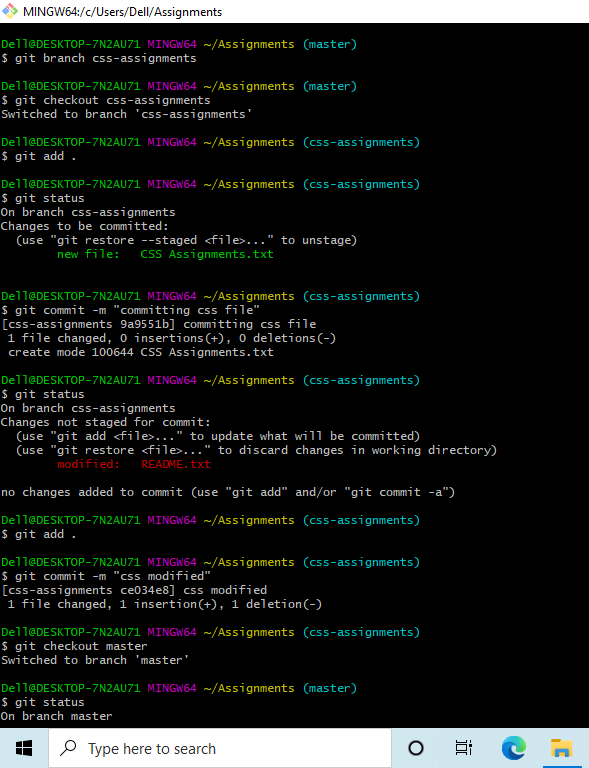 MINGW64:/c/Users/Dell/Assignments
Dell@DESKTOP-7N2AU71 MINGW64 ~/Assignments (master)
$ git branch css-assignments
Dell@DESKTOP-7N2AU71 MINGW64 ~/Assignments (master)
$ git checkout css-assignments
Switched to branch 'css-assignments'
Dell@DESKTOP-7N2AU71 MINGW64 ~/Assignments (css-assignments)
$ git add .
Dell@DESKTOP-7N2AU71 MINGW64 ~/Assignments (css-assignments)
$ git status
On branch css-assignments
Changes to be committed:
  (use "git restore --staged <file>..." to unstage)
        new file:   CSS Assignments.txt
Dell@DESKTOP-7N2AU71 MINGW64 ~/Assignments (css-assignments)
$ git commit -m "committing css file"
[css-assignments 9a9551b] committing css file
 1 file changed, 0 insertions(+), 0 deletions(-)
 create mode 100644 CSS Assignments.txt
Dell@DESKTOP-7N2AU71 MINGW64 ~/Assignments (css-assignments)
$ git status
On branch css-assignments
Changes not staged for commit:
  (use "git add <file>..." to update what will be committed)
  (use "git restore <file>..." to discard changes in working directory)
        modified:   README.txt
no changes added to commit (use "git add" and/or "git commit -a")
Dell@DESKTOP-7N2AU71 MINGW64 ~/Assignments (css-assignments)
$ git add .
Dell@DESKTOP-7N2AU71 MINGW64 ~/Assignments (css-assignments)
$ git commit -m "css modified"
[css-assignments ce034e8] css modified
 1 file changed, 1 insertion(+), 1 deletion(-)
Dell@DESKTOP-7N2AU71 MINGW64 ~/Assignments (css-assignments)
$ git checkout master
Switched to branch 'master'
Dell@DESKTOP-7N2AU71 MINGW64 ~/Assignments (master)
$ git status
On branch master
Type here to search